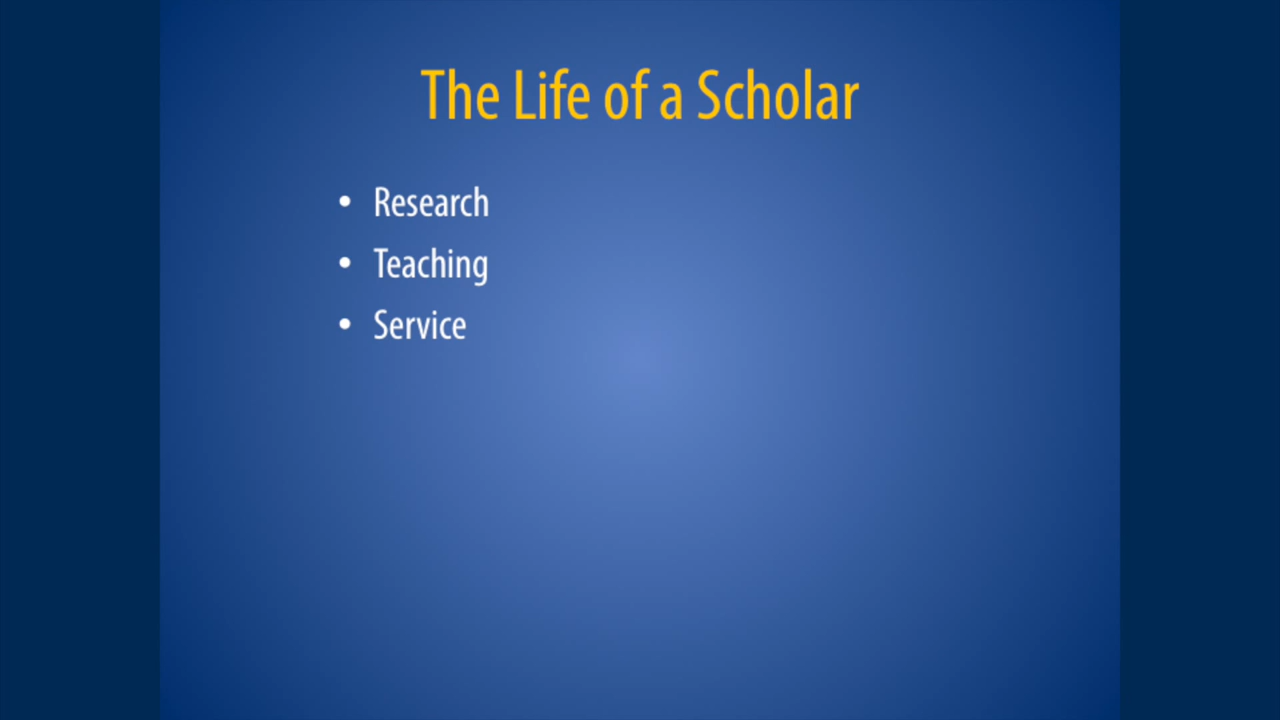 The Life of a Scholar
• Research
• Teaching
• Service